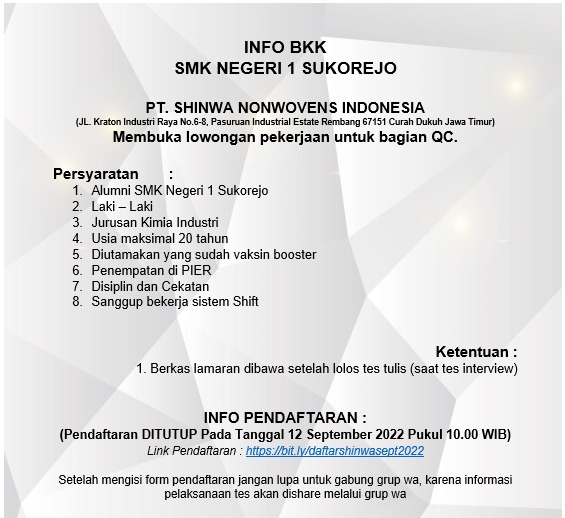 INFO BKK
SMK NEGERI 1 SUKOREJO
PT. SHINWA NONWOVENS INDONESIA
(JL. Kraton Industri Raya No.6-8, Pasuruan Industrial Estate Rembang 67151 Curah Dukuh Jawa Timur)
Membuka lowongan pekerjaan untuk bagian QC.
Persyaratan :
1. Alumni SMK Negeri 1 Sukorejo
2. Laki – Laki
3. Jurusan Kimia Industri
4. Usia maksimal 20 tahun
5. Diutamakan yang sudah vaksin booster
6. Penempatan di PIER
7. Disiplin dan Cekatan
8. Sanggup bekerja sistem Shift
Ketentuan :
1. Berkas lamaran dibawa setelah lolos tes tulis (saat tes interview)
INFO PENDAFTARAN :
(Pendaftaran DITUTUP Pada Tanggal 12 September 2022 Pukul 10.00 WIB)
Link Pendaftaran : https://bit.ly/daftarshinwasept2022
Setelah mengisi form pendaftaran jangan lupa untuk gabung grup wa, karena informasi
pelaksanaan tes akan dishare melalui grup wa